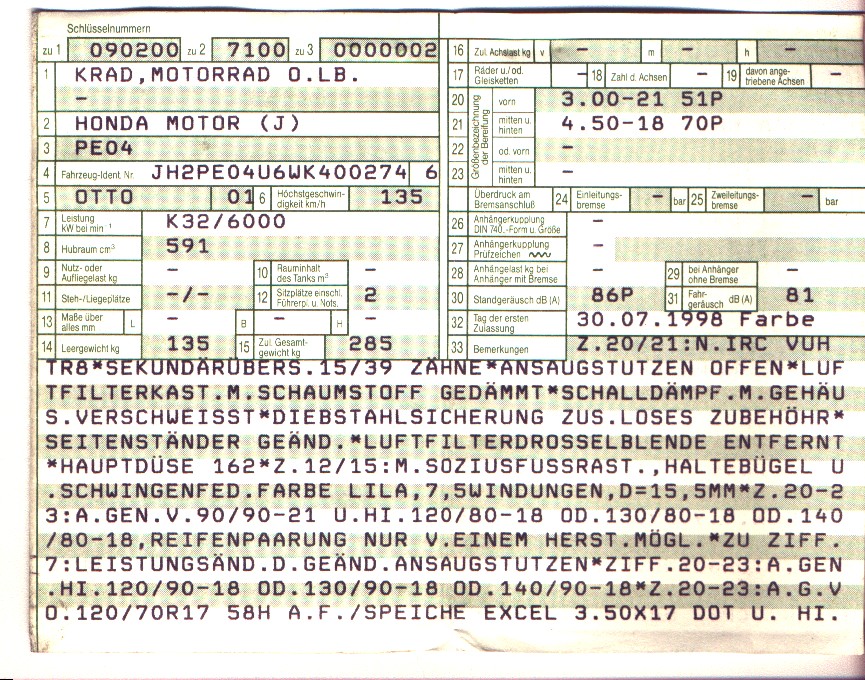 Schlüsselnummern
zu 1 090200 zu 2 7100 zu 3 0000002
1 KRAD,MOTORRAD O.LB.
-
2 HONDA MOTOR (J)
3 PE04
4 Fahrzeug-Ident. Nr. JH2PE04U6WK400274 6
5 OTTO 01 6 Höchstgeschwin-digkeit km/h 135
7 Leistung kW bei min⁻¹ K32/6000
8 Hubraum cm³ 591
9 Nutz- oder Aufliegelast kg - 10 Rauminhalt des Tanks m³ -
11 Steh-/Liegeplätze -/- 12 Sitzplätze einschl. Führerpl. u. Nots. 2
13 Maße über alles mm L - B - H -
14 Leergewicht kg 135 15 Zul. Gesamt-gewicht kg 285
16 Zul. Achslast kg v - m - h -
17 Räder u./od. Gleisketten - 18 Zahl d. Achsen - 19 davon ange-triebene Achsen -
Größenbezeichnung der Bereifung
20 vorn 3.00-21 51P
21 mitten u. hinten 4.50-18 70P
22 od. vorn -
23 mitten u. hinten -
Überdruck am Bremsanschluß 24 Einleitungs-bremse - bar 25 Zweileitungs-bremse - bar
26 Anhängerkupplung DIN 740.-Form u. Größe -
27 Anhängerkupplung Prüfzeichen -
28 Anhängelast kg bei Anhänger mit Bremse - 29 bei Anhänger ohne Bremse -
30 Standgeräusch dB (A) 86P 31 Fahr-geräusch dB (A) 81
32 Tag der ersten Zulassung 30.07.1998 Farbe
33 Bemerkungen Z.20/21:N.IRC VUH
TR8*SEKUNDÄRÜBERS.15/39 ZÄHNE*ANSAUGSTUTZEN OFFEN*LUF
TFILTERKAST.M.SCHAUMSTOFF GEDÄMMT*SCHALLDÄMPF.M.GEHÄU
S.VERSCHWEISST*DIEBSTAHLSICHERUNG ZUS.LOSES ZUBEHÖHR*
SEITENSTÄNDER GEÄND.*LUFTFILTERDROSSELBLENDE ENTFERNT
*HAUPTDÜSE 162*Z.12/15:M.SOZIUSFUSSRAST.,HALTEBÜGEL U
.SCHWINGENFED.FARBE LILA,7,5WINDUNGEN,D=15,5MM*Z.20-2
3:A.GEN.V.90/90-21 U.HI.120/80-18 OD.130/80-18 OD.140
/80-18,REIFENPAARUNG NUR V.EINEM HERST.MÖGL.*ZU ZIFF.
7:LEISTUNGSÄND.D.GEÄND.ANSAUGSTUTZEN*ZIFF.20-23:A.GEN
.HI.120/90-18 OD.130/90-18 OD.140/90-18*Z.20-23:A.G.V
O.120/70R17 58H A.F./SPEICHE EXCEL 3.50X17 DOT U. HI.